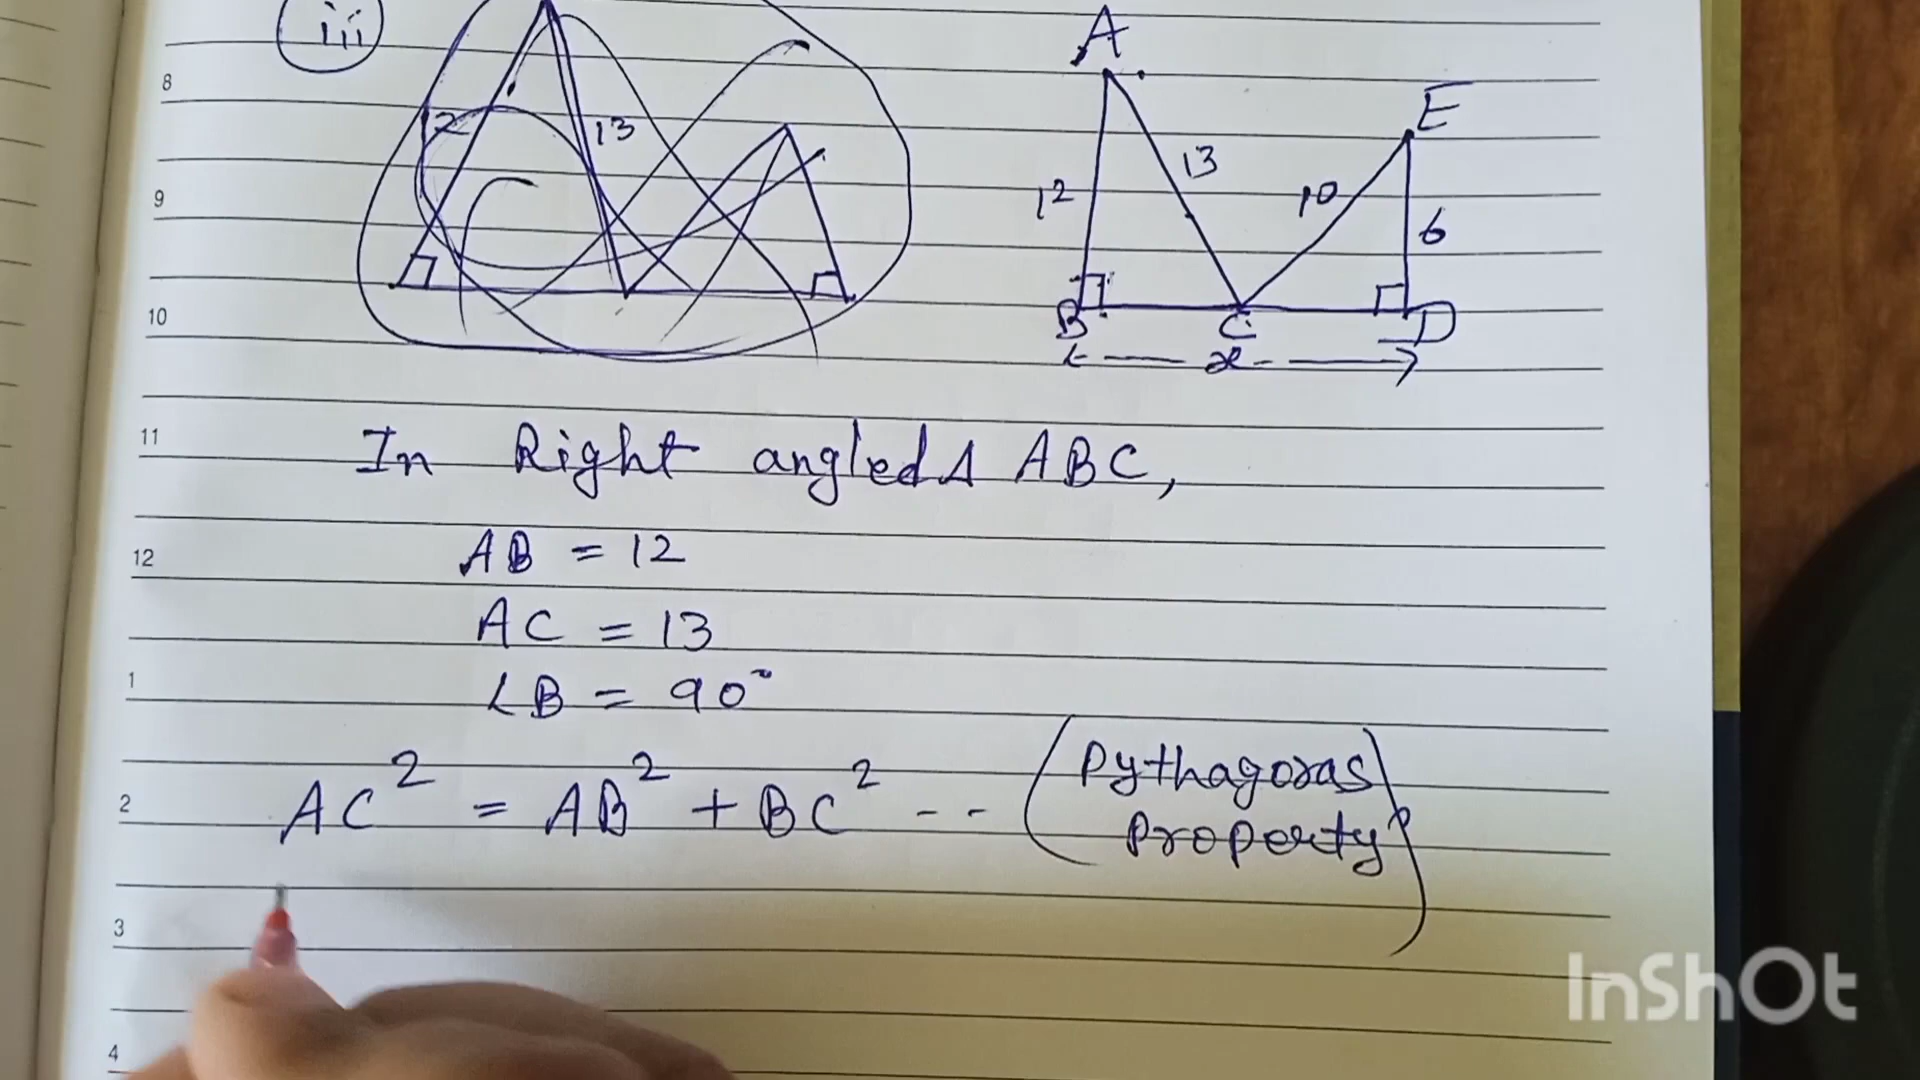 iii
12
13
A
E
12
13
10
6
B
C
D
x
In Right angled Δ ABC,
AB = 12
AC = 13
∠B = 90°
AC² = AB² + BC² -- (Pythagoras
Property)
8
9
10
11
12
1
2
3
4
InShOt